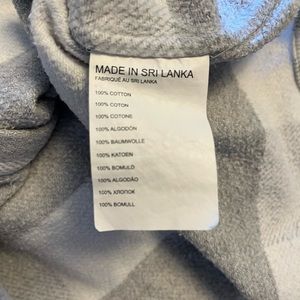 MADE IN SRI LANKA
FABRIQUÉ AU SRI LANKA
100% COTTON
100% COTON
100% COTONE
100% ALGODÓN
100% BAUMWOLLE
100% KATOEN
100% BOMULD
100% ALGODÃO
100% ХЛОПОК
100% BOMULL